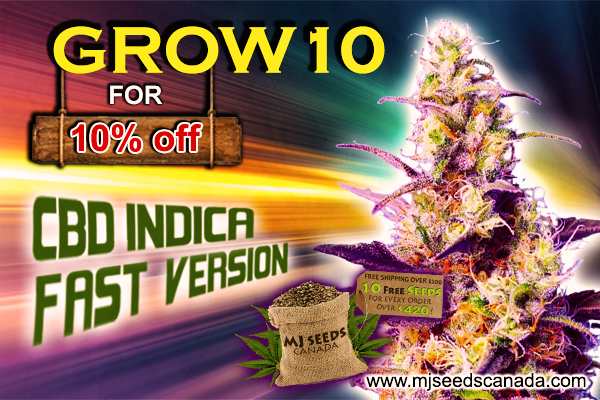 GROW10
FOR
10% off
CBD INDICA
FAST VERSION
FREE SHIPPING OVER $200
10 FREE SEEDS
FOR EVERY ORDER
OVER $420!
MJ SEEDS
CANADA
www.mjseedscanada.com